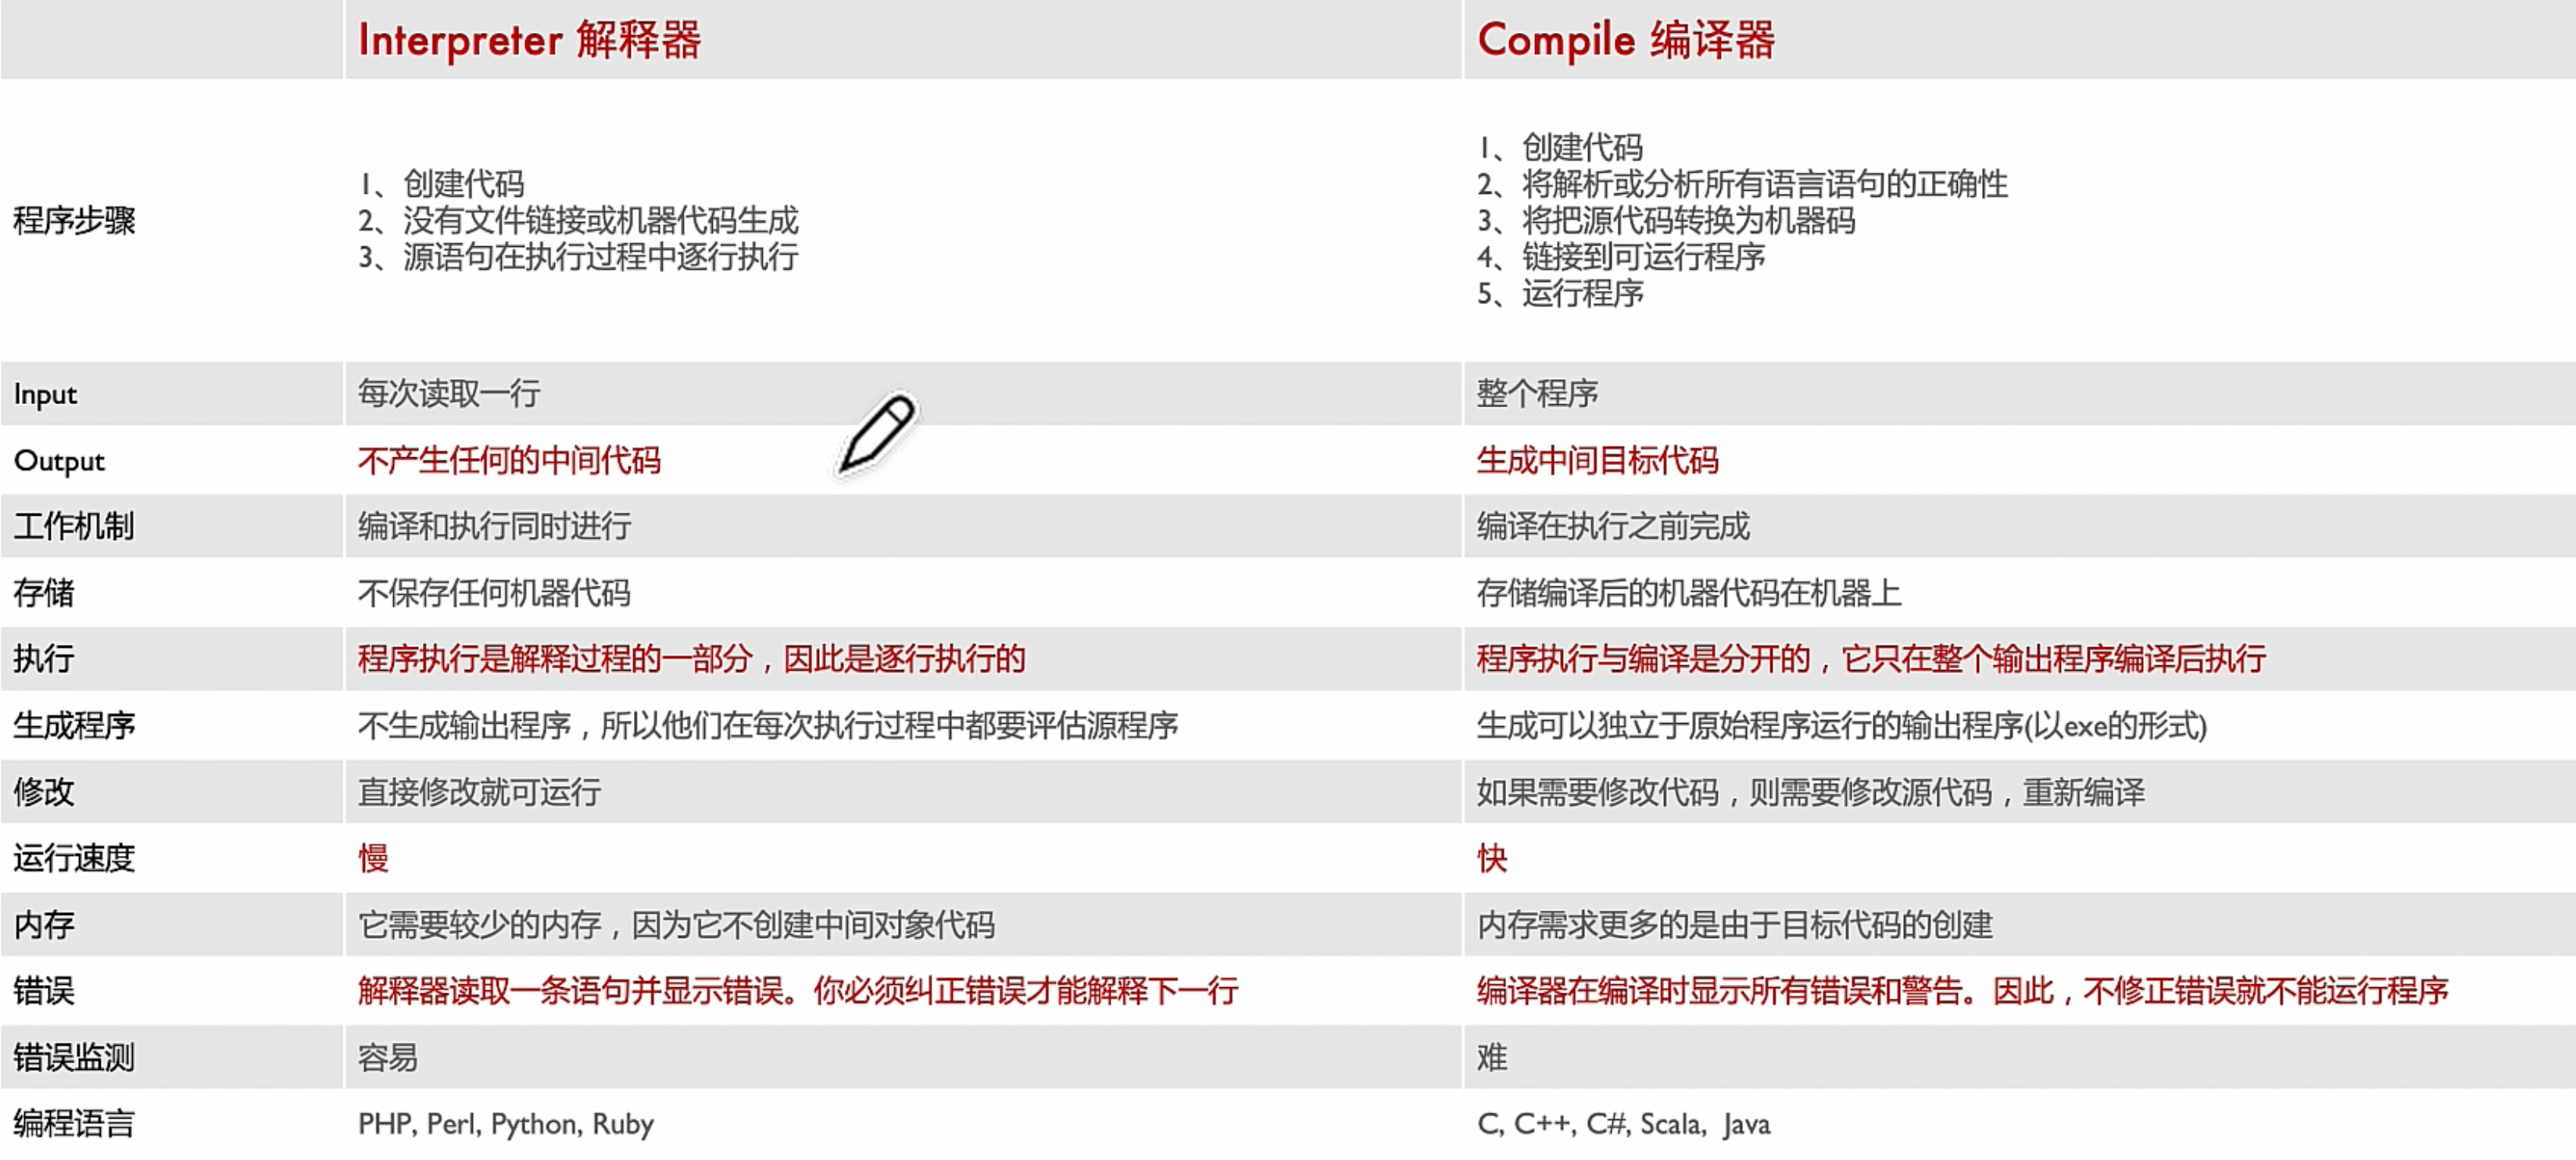 Interpreter 解释器
Compile 编译器
程序步骤
1、创建代码
2、没有文件链接或机器代码生成
3、源语句在执行过程中逐行执行
1、创建代码
2、将解析或分析所有语言语句的正确性
3、将把源代码转换为机器码
4、链接到可运行程序
5、运行程序
Input
每次读取一行
整个程序
Output
不产生任何的中间代码
生成中间目标代码
工作机制
编译和执行同时进行
编译在执行之前完成
存储
不保存任何机器代码
存储编译后的机器代码在机器上
执行
程序执行是解释过程的一部分，因此是逐行执行的
程序执行与编译是分开的，它只在整个输出程序编译后执行
生成程序
不生成输出程序，所以他们在每次执行过程中都要评估源程序
生成可以独立于原始程序运行的输出程序(以exe的形式)
修改
直接修改就可运行
如果需要修改代码，则需要修改源代码，重新编译
运行速度
慢
快
内存
它需要较少的内存，因为它不创建中间对象代码
内存需求更多的是由于目标代码的创建
错误
解释器读取一条语句并显示错误。你必须纠正错误才能解释下一行
编译器在编译时显示所有错误和警告。因此，不修正错误就不能运行程序
错误监测
容易
难
编程语言
PHP, Perl, Python, Ruby
C, C++, C#, Scala, Java